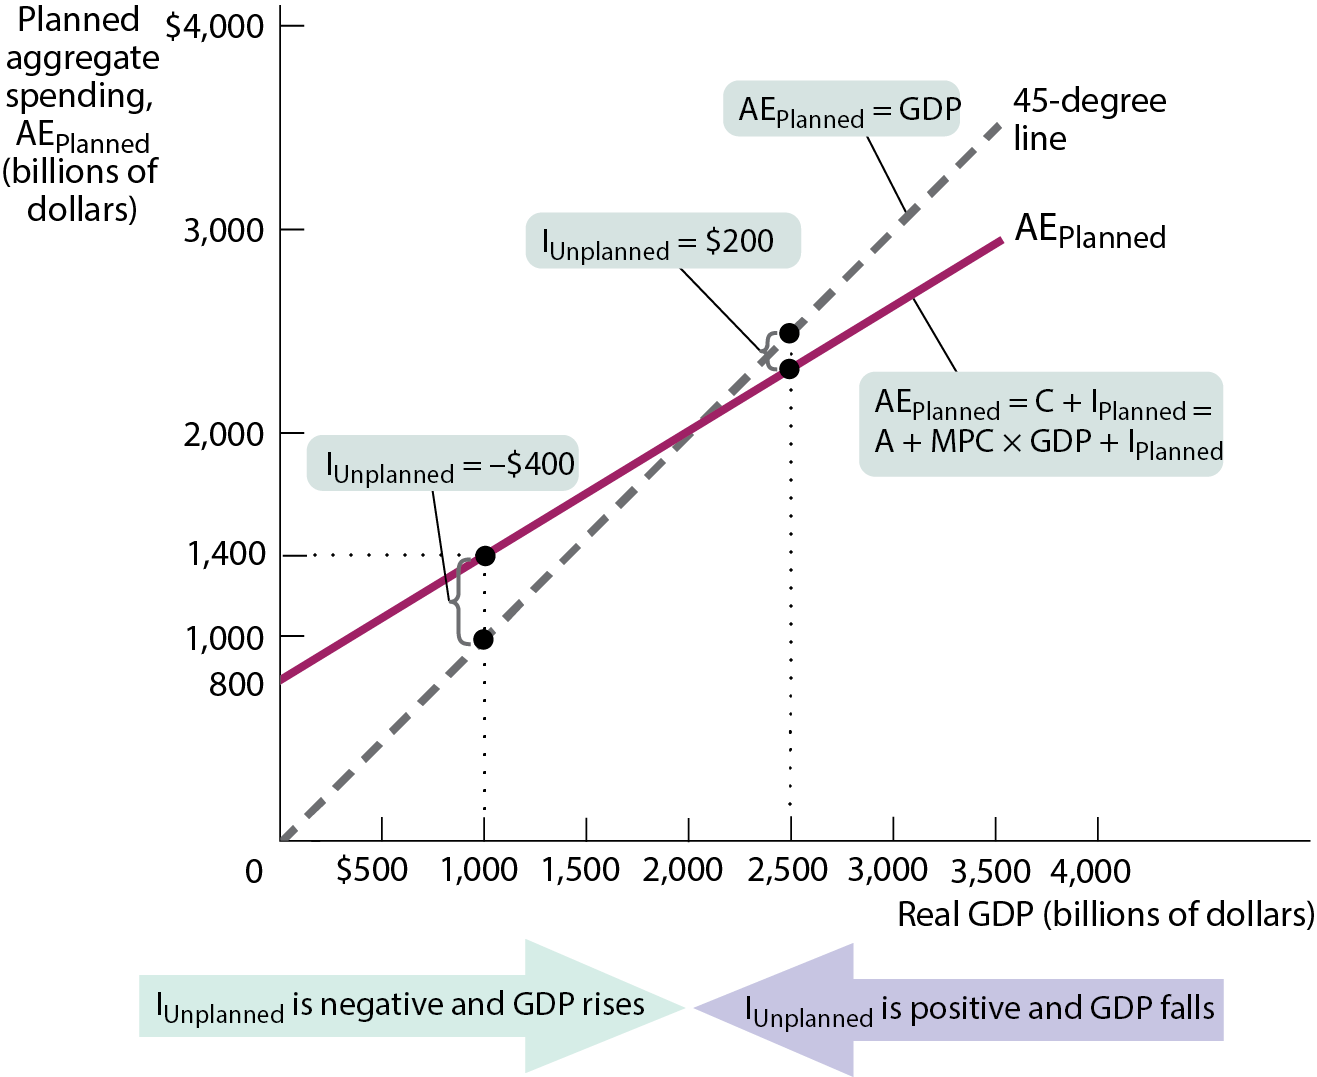 Planned
aggregate
spending,
AEPlanned
(billions of
dollars)
$4,000
3,000
2,000
1,400
1,000
800
AEPlanned = GDP
45-degree
line
IUnplanned = $200
AEPlanned
AEPlanned = C + IPlanned =
A + MPC × GDP + IPlanned
IUnplanned = –$400
0 $500 1,000 1,500 2,000 2,500 3,000 3,500 4,000
Real GDP (billions of dollars)
IUnplanned is negative and GDP rises
IUnplanned is positive and GDP falls